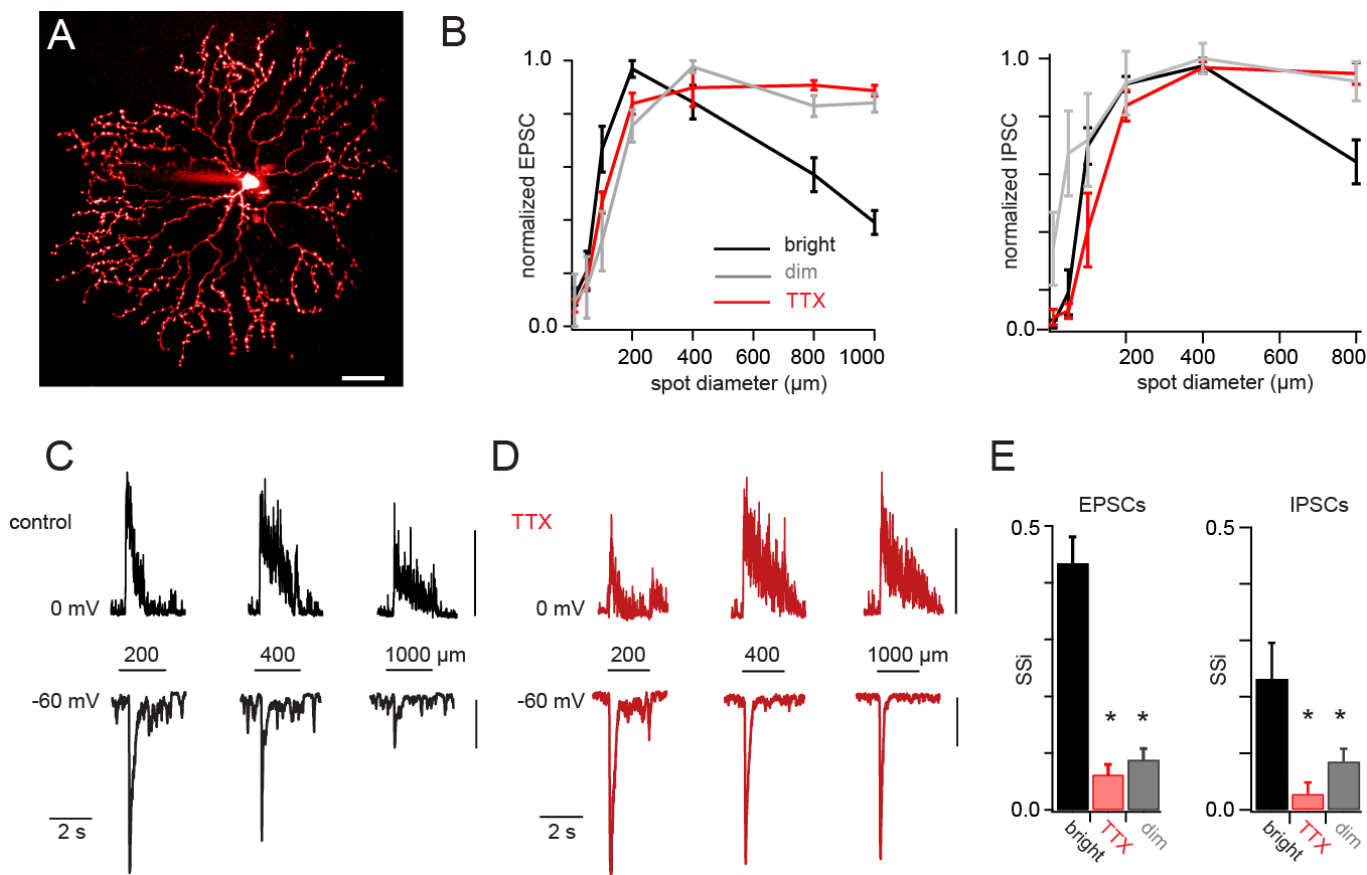 A
B
1.0
normalized EPSC
0.0
200 400 600 800 1000
spot diameter (µm)
bright
dim
TTX
1.0
normalized IPSC
0.0
200 400 600 800
spot diameter (µm)
C
control
0 mV
200 400 1000 µm
-60 mV
2 s
D
TTX
0 mV
200 400 1000 µm
-60 mV
2 s
E
EPSCs
0.5
SSi
* *
0.0
bright TTX dim
IPSCs
0.5
SSi
* *
0.0
bright TTX dim